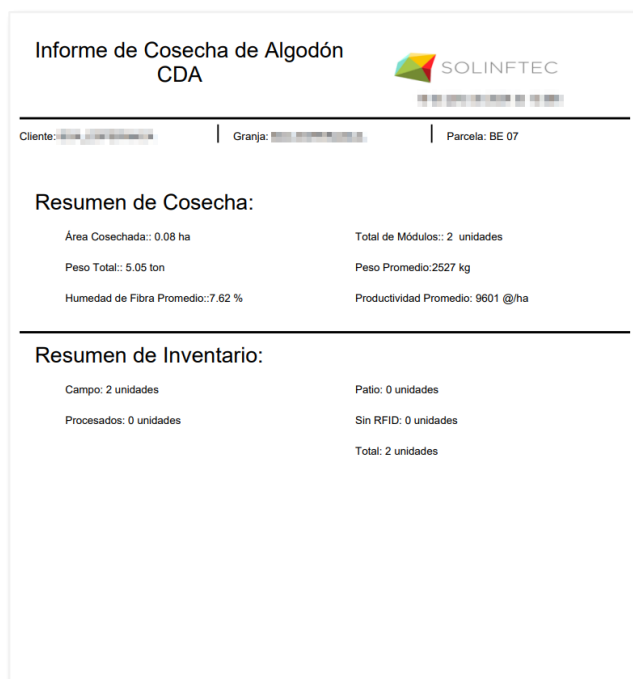 Informe de Cosecha de Algodón
CDA
SOLINFTEC
Cliente:
Granja:
Parcela: BE 07
Resumen de Cosecha:
Área Cosechada:: 0.08 ha
Total de Módulos:: 2 unidades
Peso Total:: 5.05 ton
Peso Promedio:2527 kg
Humedad de Fibra Promedio::7.62 %
Productividad Promedio: 9601 @/ha
Resumen de Inventario:
Campo: 2 unidades
Patio: 0 unidades
Procesados: 0 unidades
Sin RFID: 0 unidades
Total: 2 unidades